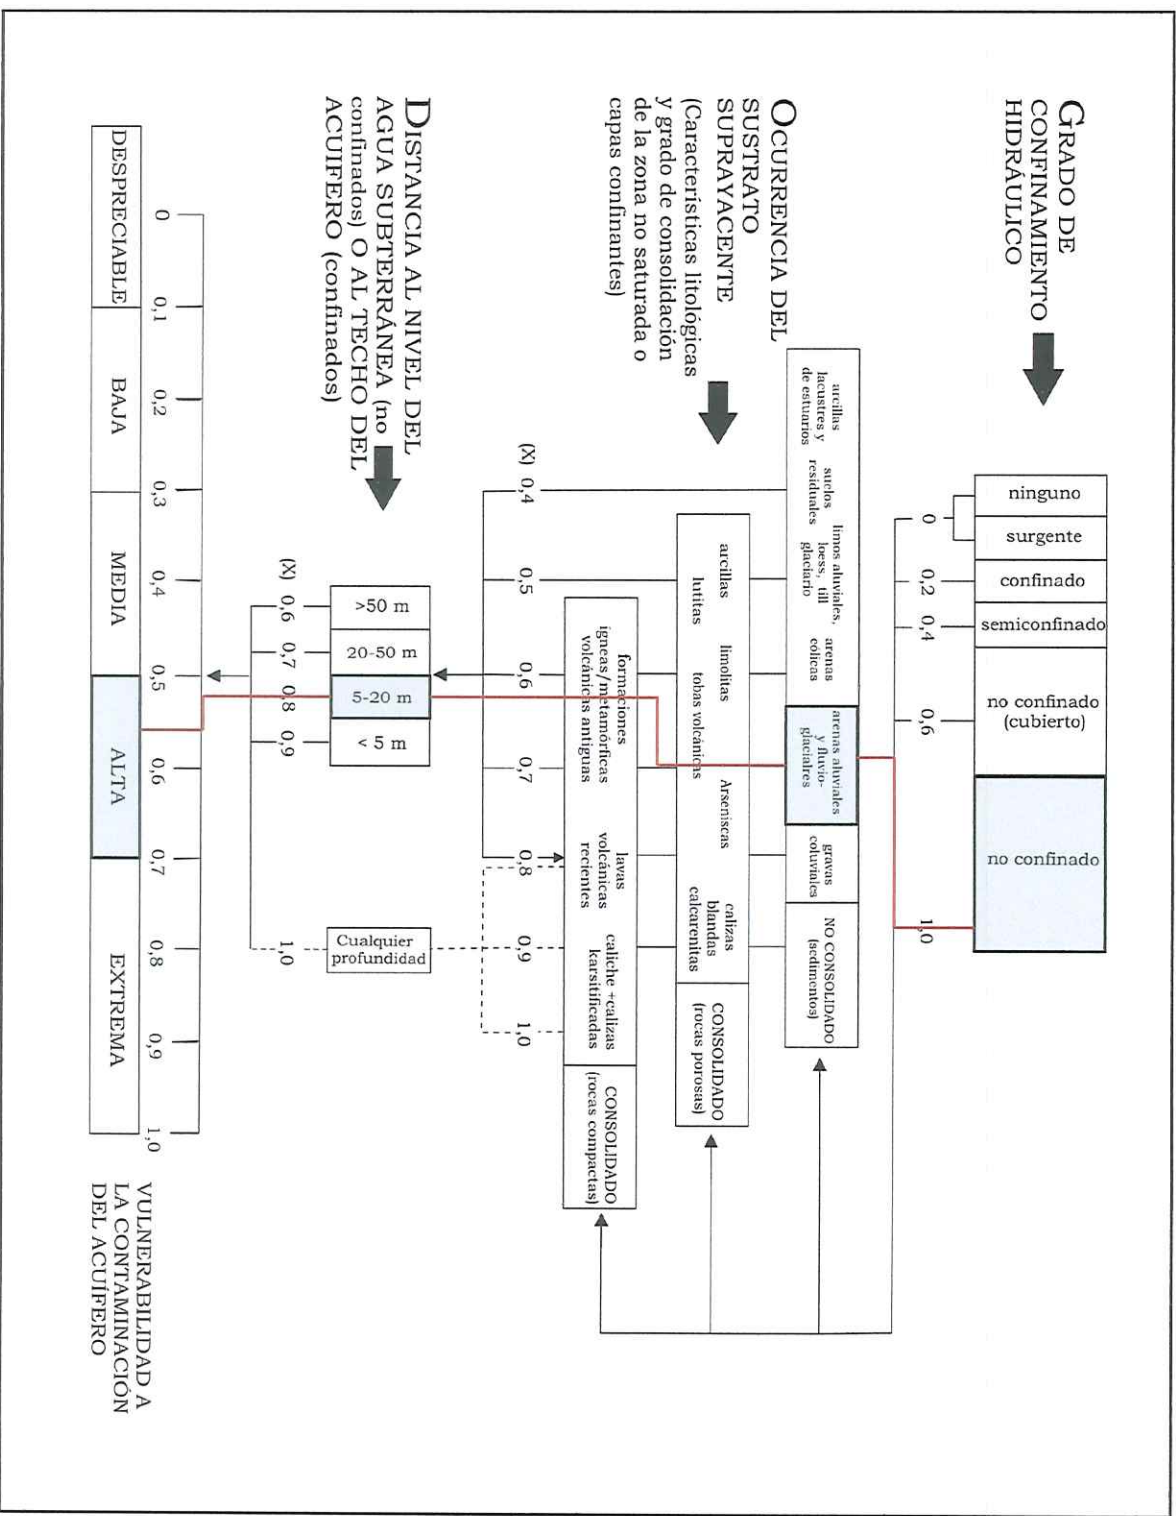 GRADO DE
CONFINAMIENTO
HIDRÁULICO
ninguno
surgente
confinado
semiconfinado
no confinado
(cubierto)
no confinado
0
0,2
0,4
0,6
1,0
OCURRENCIA DEL
SUSTRATO
SUPRAYACENTE
(Características litológicas
y grado de consolidación
de la zona no saturada o
capas confinantes)
arcillas
lacustres y
de estuarios
suelos
residuales
limos aluviales,
loess, till
glaciario
arenas
eólicas
arenas aluviales
y fluvio-
glacialres
gravas
coluviales
NO CONSOLIDADO
(sedimentos)
arcillas
lutitas
limolitas
tobas volcánicas
Arseniscas
calizas
blandas
calcarenitas
CONSOLIDADO
(rocas porosas)
formaciones
igneas/metamórficas
volcánicas antiguas
lavas
volcánicas
recientes
caliche +calizas
karsitificadas
CONSOLIDADO
(rocas compactas)
(X)
0,4
0,5
0,6
0,7
0,8
0,9
1,0
DISTANCIA AL NIVEL DEL
AGUA SUBTERRÁNEA (no
confinados) O AL TECHO DEL
ACUIFERO (confinados)
>50 m
20-50 m
5-20 m
< 5 m
Cualquier
profundidad
(X)
0,6
0,7
0,8
0,9
1,0
0
0,1
0,2
0,3
0,4
0,5
0,6
0,7
0,8
0,9
1,0
DESPRECIABLE
BAJA
MEDIA
ALTA
EXTREMA
VULNERABILIDAD A
LA CONTAMINACIÓN
DEL ACUÍFERO